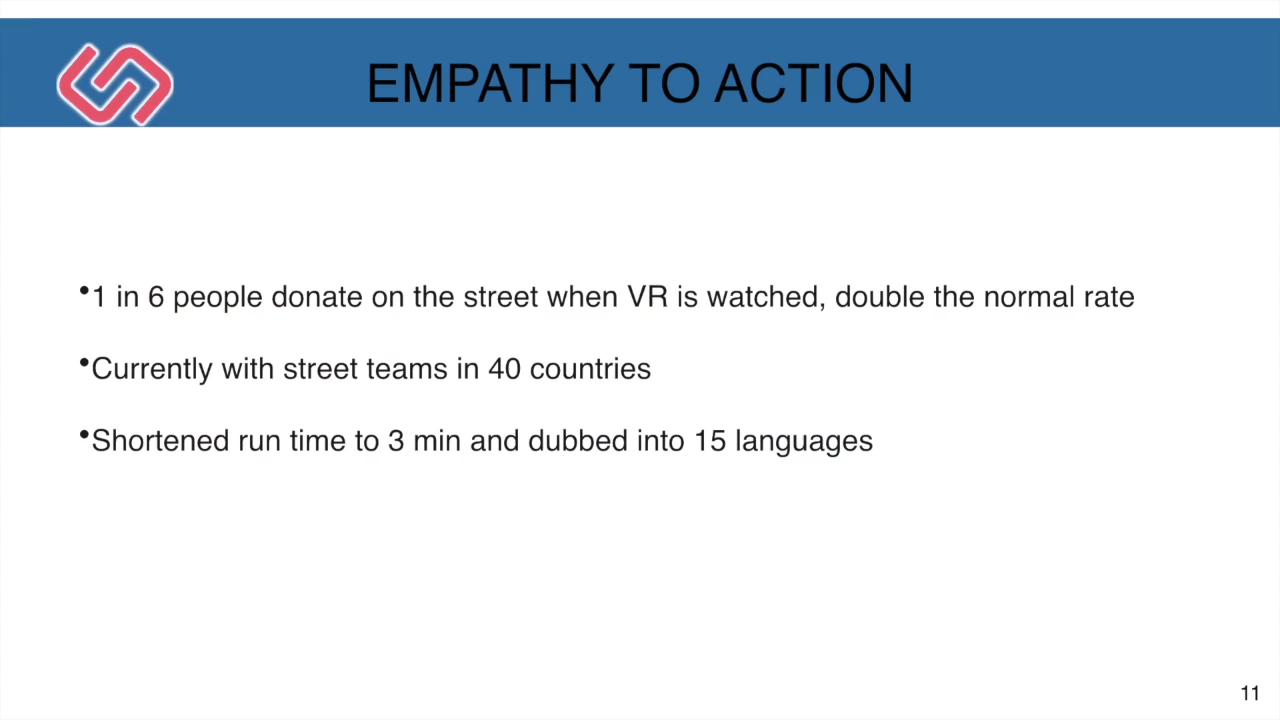 EMPATHY TO ACTION
•1 in 6 people donate on the street when VR is watched, double the normal rate
•Currently with street teams in 40 countries
•Shortened run time to 3 min and dubbed into 15 languages
11